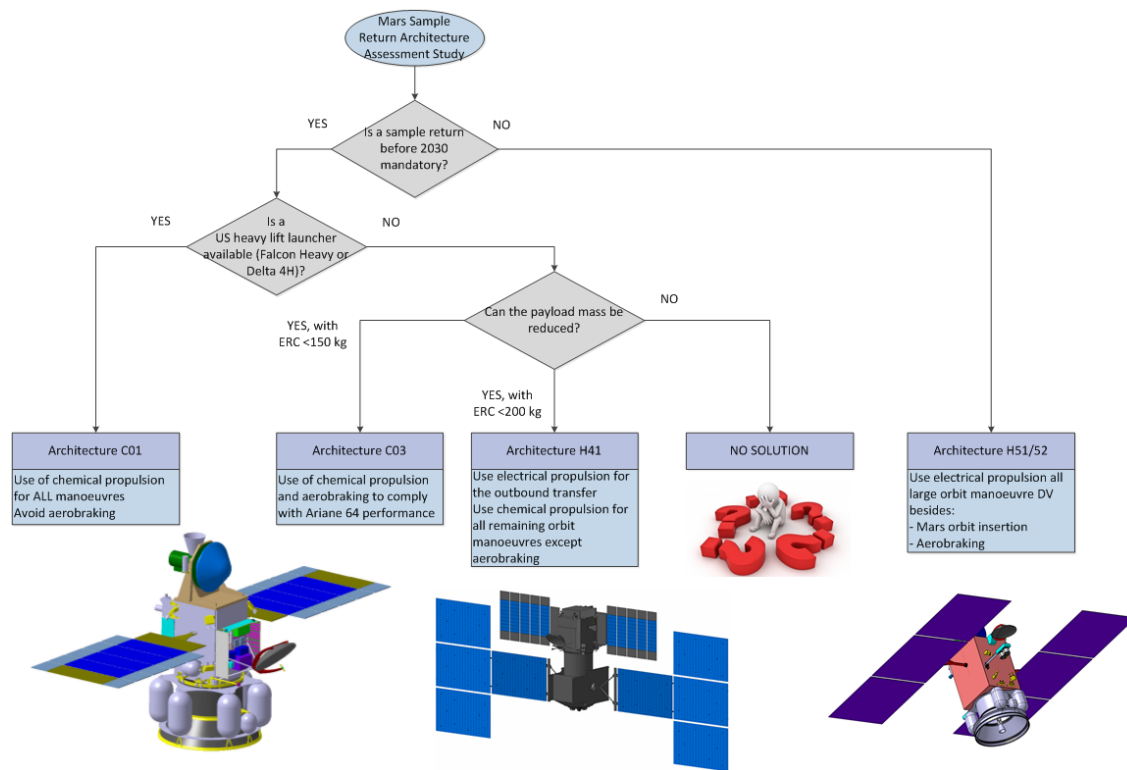 Mars Sample
Return Architecture
Assessment Study
YES
NO
Is a sample return
before 2030
mandatory?
YES
NO
Is a
US heavy lift launcher
available (Falcon Heavy or
Delta 4H)?
Can the payload mass be
reduced?
NO
YES, with
ERC <150 kg
YES, with
ERC <200 kg
Architecture C01
Use of chemical propulsion
for ALL manoeuvres
Avoid aerobraking
Architecture C03
Use of chemical propulsion
and aerobraking to comply
with Ariane 64 performance
Architecture H41
Use electrical propulsion for
the outbound transfer
Use chemical propulsion for
all remaining orbit
manoeuvres except
aerobraking
NO SOLUTION
Architecture H51/52
Use electrical propulsion all
large orbit manoeuvre DV
besides:
- Mars orbit insertion
- Aerobraking